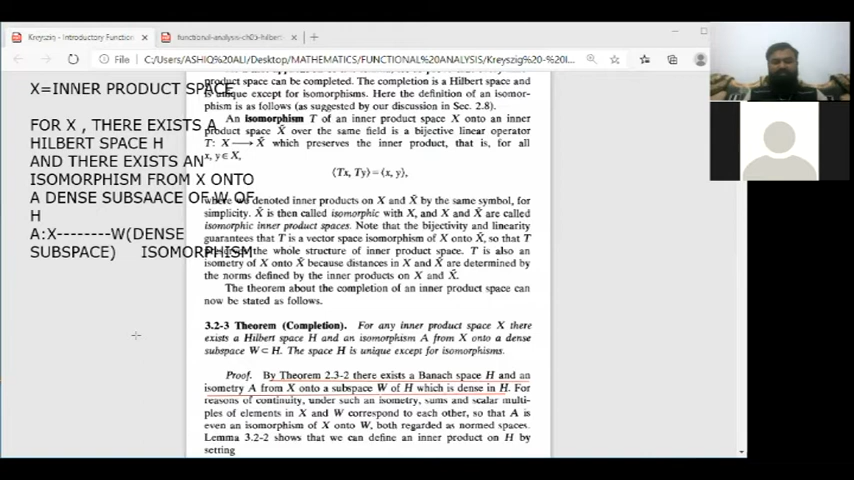 Kreyszig - Introductory Function
functional-analysis-ch03-hilbert
File
C:/Users/ASHIQ%20ALI/Desktop/MATHEMATICS/FUNCTIONAL%20ANALYSIS/Kreyszig%20-%20I...
X=INNER PRODUCT SPACE
FOR X , THERE EXISTS A
HILBERT SPACE H
AND THERE EXISTS AN
ISOMORPHISM FROM X ONTO
A DENSE SUBSAACE OF W OF
H
A:X--------W(DENSE
SUBSPACE) ISOMORPHISM
product space can be completed. The completion is a Hilbert space and
is unique except for isomorphisms. Here the definition of an isomor-
phism is as follows (as suggested by our discussion in Sec. 2.8).
An isomorphism T of an inner product space X onto an inner
product space X̃ over the same field is a bijective linear operator
T: X ⟶ X̃ which preserves the inner product, that is, for all
x, y ∈ X,
⟨Tx, Ty⟩ = ⟨x, y⟩,
where we denoted inner products on X and X̃ by the same symbol, for
simplicity. X̃ is then called isomorphic with X, and X and X̃ are called
isomorphic inner product spaces. Note that the bijectivity and linearity
guarantees that T is a vector space isomorphism of X onto X̃, so that T
the whole structure of inner product space. T is also an
isometry of X onto X̃ because distances in X and X̃ are determined by
the norms defined by the inner products on X and X̃.
The theorem about the completion of an inner product space can
now be stated as follows.
3.2-3 Theorem (Completion). For any inner product space X there
exists a Hilbert space H and an isomorphism A from X onto a dense
subspace W ⊂ H. The space H is unique except for isomorphisms.
Proof. By Theorem 2.3-2 there exists a Banach space H and an
isometry A from X onto a subspace W of H which is dense in H. For
reasons of continuity, under such an isometry, sums and scalar multi-
ples of elements in X and W correspond to each other, so that A is
even an isomorphism of X onto W, both regarded as normed spaces.
Lemma 3.2-2 shows that we can define an inner product on H by
setting